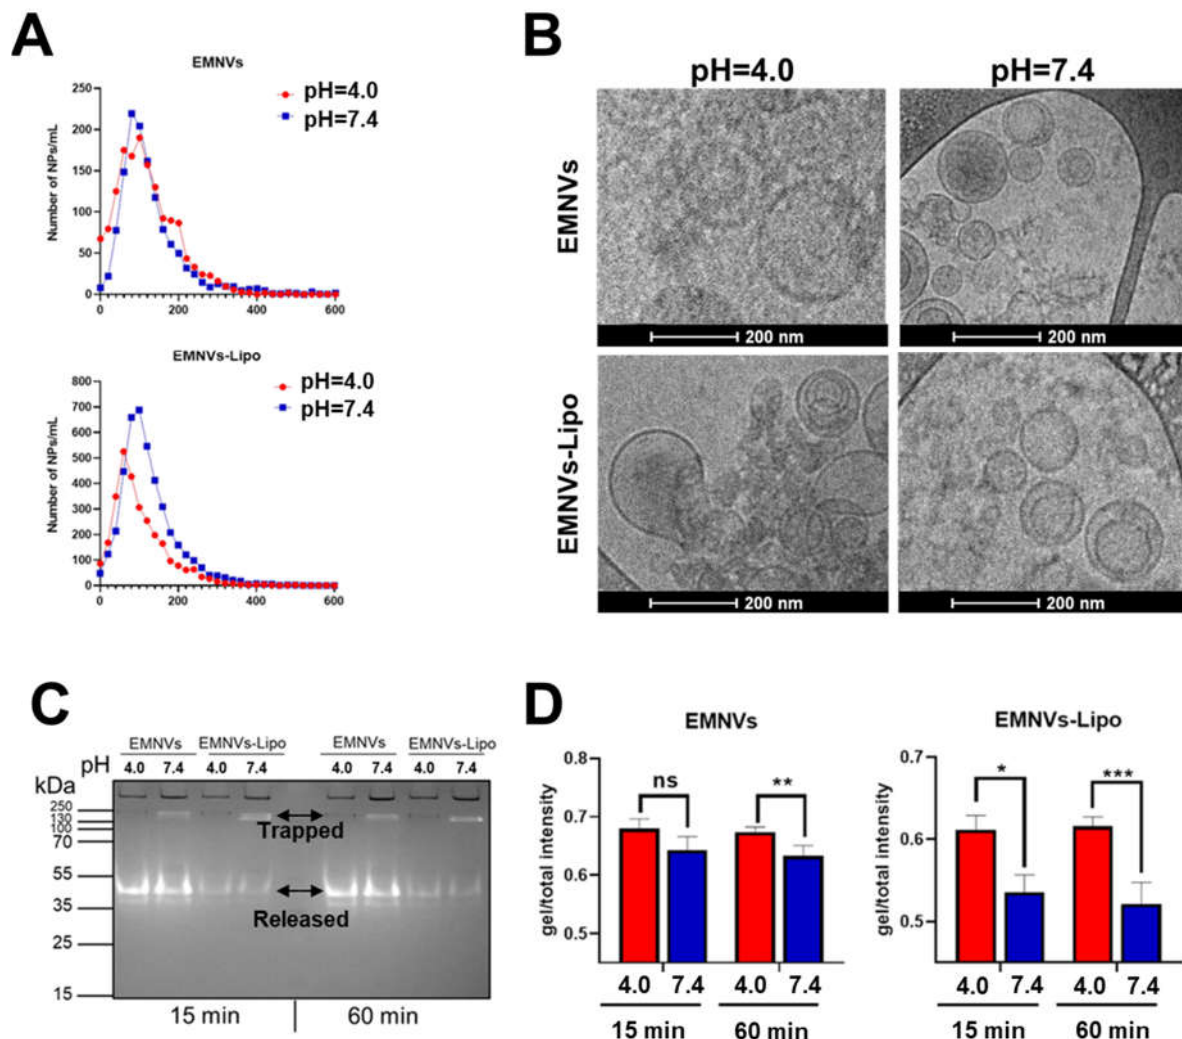 A
EMNVs
pH=4.0
pH=7.4
Number of NPs/mL
250
200
150
100
50
0
0 200 400 600
EMNVs-Lipo
pH=4.0
pH=7.4
Number of NPs/mL
800
700
600
500
400
300
200
100
0
0 200 400 600
B
pH=4.0 pH=7.4
EMNVs
200 nm 200 nm
EMNVs-Lipo
200 nm 200 nm
C
EMNVs EMNVs-Lipo EMNVs EMNVs-Lipo
pH 4.0 7.4 4.0 7.4 4.0 7.4 4.0 7.4
kDa
250
130
100
70
55
35
25
15
Trapped
Released
15 min 60 min
D
EMNVs
gel/total intensity
0.8
0.7
0.6
0.5
ns **
4.0 7.4 4.0 7.4
15 min 60 min
EMNVs-Lipo
gel/total intensity
0.7
0.6
0.5
* ***
4.0 7.4 4.0 7.4
15 min 60 min